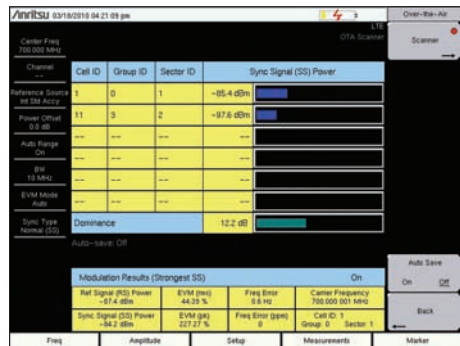 Anritsu 03/18/2010 04:21:09 pm
Over-the-Air
LTE
OTA Scanner
Scanner
Center Freq
700.000 MHz
Channel
--
Reference Source
Int Std Accy
Power Offset
0.0 dB
Auto Range
On
BW
10 MHz
EVM Mode
Auto
Sync Type
Normal (SS)
Cell ID Group ID Sector ID Sync Signal (SS) Power
1 0 1 -85.4 dBm
11 3 2 -97.6 dBm
-- -- -- --
-- -- -- --
-- -- -- --
-- -- -- --
Dominance 12.2 dB
Auto-save: Off
Modulation Results (Strongest SS) On
Ref Signal (RS) Power EVM (rms) Freq Error Carrier Frequency
-87.4 dBm 44.39 % 0.6 Hz 700.000 001 MHz
Sync Signal (SS) Power EVM (pk) Freq Error (ppm) Cell ID: 1
-84.2 dBm 227.27 % 0 Group: 0 Sector: 1
Auto Save
On Off
Back
Freq Amplitude Setup Measurements Marker